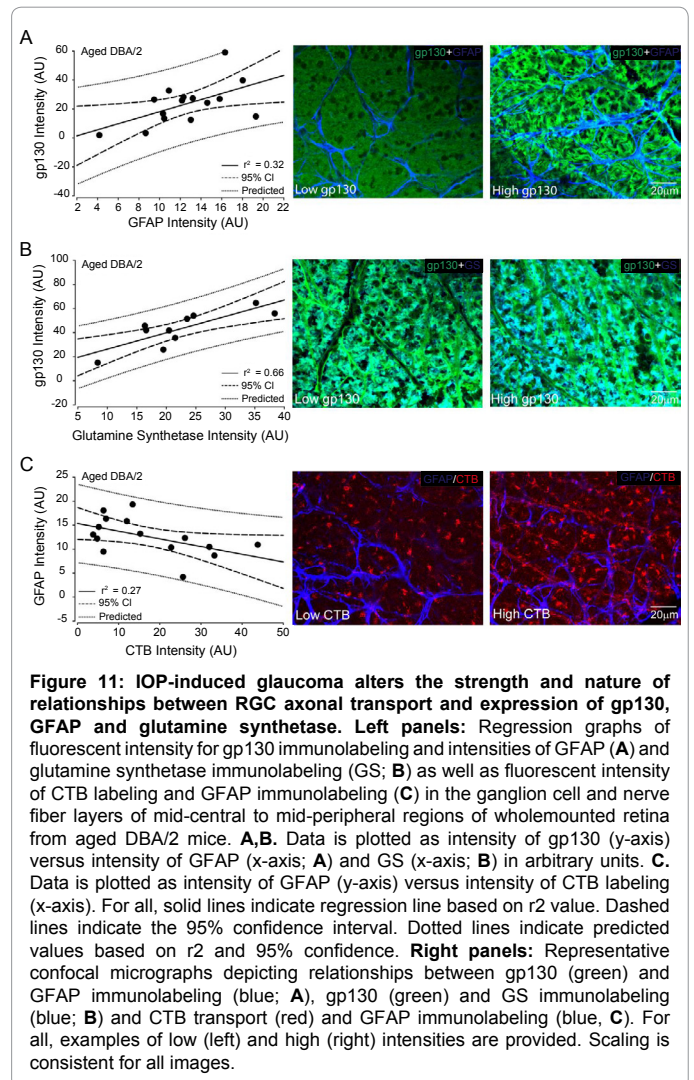 A
Aged DBA/2
gp130 Intensity (AU)
60
40
20
0
-20
-40
r² = 0.32
95% CI
Predicted
2 4 6 8 10 12 14 16 18 20 22
GFAP Intensity (AU)
gp130+GFAP
Low gp130
gp130+GFAP
High gp130
20μm
B
Aged DBA/2
gp130 Intensity (AU)
100
80
60
40
20
0
-20
r² = 0.66
95% CI
Predicted
5 10 15 20 25 30 35 40
Glutamine Synthetase Intensity (AU)
gp130+GS
Low gp130
gp130+GS
High gp130
20μm
C
Aged DBA/2
GFAP Intensity (AU)
25
20
15
10
5
0
-5
r² = 0.27
95% CI
Predicted
0 10 20 30 40 50
CTB Intensity (AU)
GFAP/CTB
Low CTB
GFAP/CTB
High CTB
20μm
Figure 11: IOP-induced glaucoma alters the strength and nature of
relationships between RGC axonal transport and expression of gp130,
GFAP and glutamine synthetase. Left panels: Regression graphs of
fluorescent intensity for gp130 immunolabeling and intensities of GFAP (A) and
glutamine synthetase immunolabeling (GS; B) as well as fluorescent intensity
of CTB labeling and GFAP immunolabeling (C) in the ganglion cell and nerve
fiber layers of mid-central to mid-peripheral regions of wholemounted retina
from aged DBA/2 mice. A,B. Data is plotted as intensity of gp130 (y-axis)
versus intensity of GFAP (x-axis; A) and GS (x-axis; B) in arbitrary units. C.
Data is plotted as intensity of GFAP (y-axis) versus intensity of CTB labeling
(x-axis). For all, solid lines indicate regression line based on r2 value. Dashed
lines indicate the 95% confidence interval. Dotted lines indicate predicted
values based on r2 and 95% confidence. Right panels: Representative
confocal micrographs depicting relationships between gp130 (green) and
GFAP immunolabeling (blue; A), gp130 (green) and GS immunolabeling
(blue; B) and CTB transport (red) and GFAP immunolabeling (blue, C). For
all, examples of low (left) and high (right) intensities are provided. Scaling is
consistent for all images.